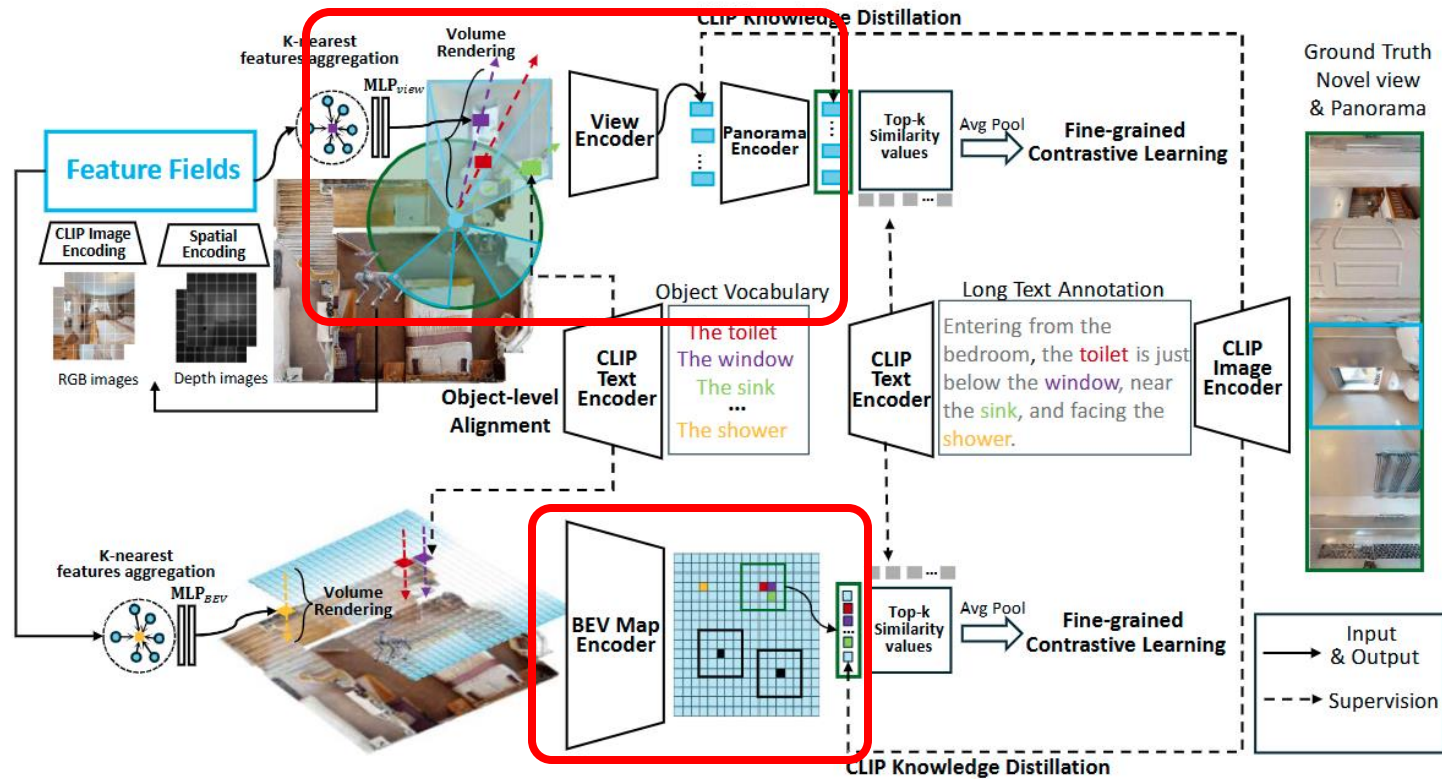 CLIP Knowledge Distillation
K-nearest
features aggregation
MLP_view
Volume
Rendering
View
Encoder
Panorama
Encoder
Top-k
Similarity
values
Avg Pool
Fine-grained
Contrastive Learning
Ground Truth
Novel view
& Panorama
Feature Fields
CLIP Image
Encoding
Spatial
Encoding
RGB images
Depth images
Object-level
Alignment
CLIP
Text
Encoder
Object Vocabulary
The toilet
The window
The sink
...
The shower
CLIP
Text
Encoder
Long Text Annotation
Entering from the
bedroom, the toilet is just
below the window, near
the sink, and facing the
shower.
CLIP
Image
Encoder
K-nearest
features aggregation
MLP_BEV
Volume
Rendering
BEV Map
Encoder
Top-k
Similarity
values
Avg Pool
Fine-grained
Contrastive Learning
Input
& Output
Supervision
CLIP Knowledge Distillation